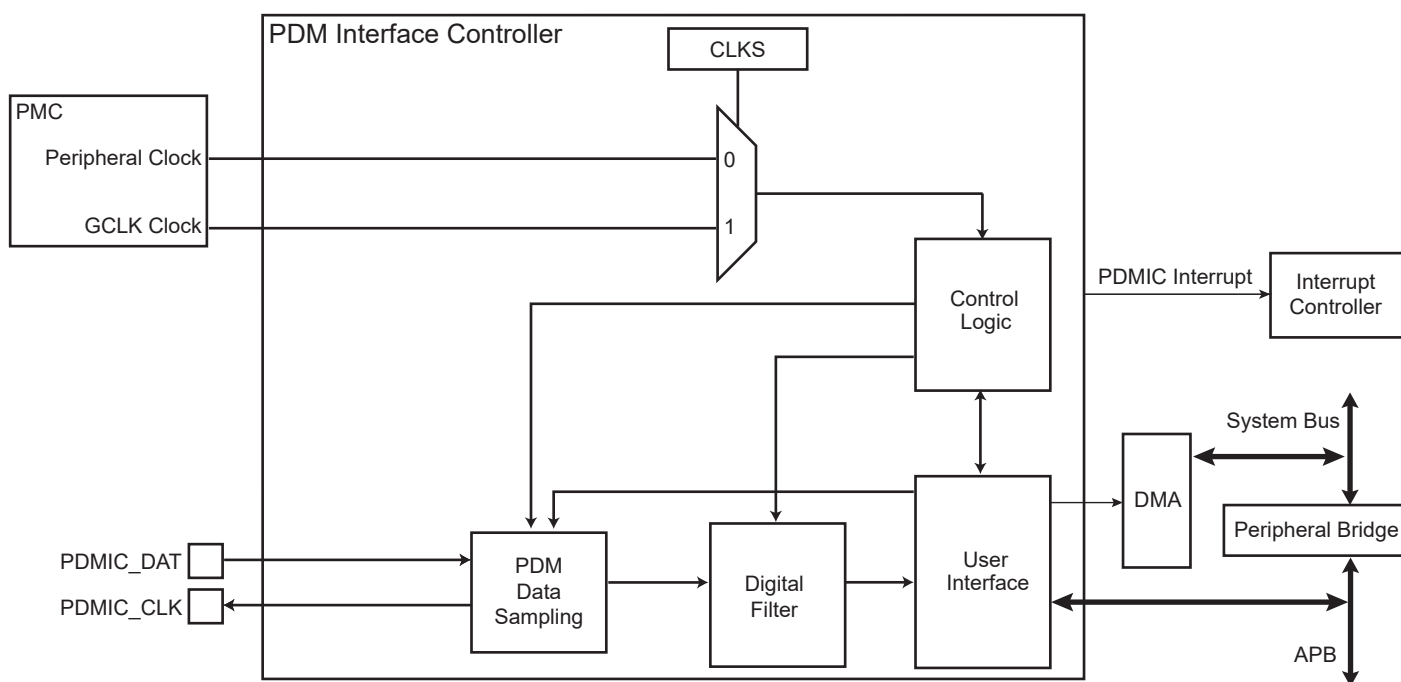 PDM Interface Controller
CLKS
PMC
Peripheral Clock
0
GCLK Clock
1
Control
Logic
PDMIC Interrupt
Interrupt
Controller
System Bus
DMA
Peripheral Bridge
PDMIC_DAT
PDMIC_CLK
PDM
Data
Sampling
Digital
Filter
User
Interface
APB